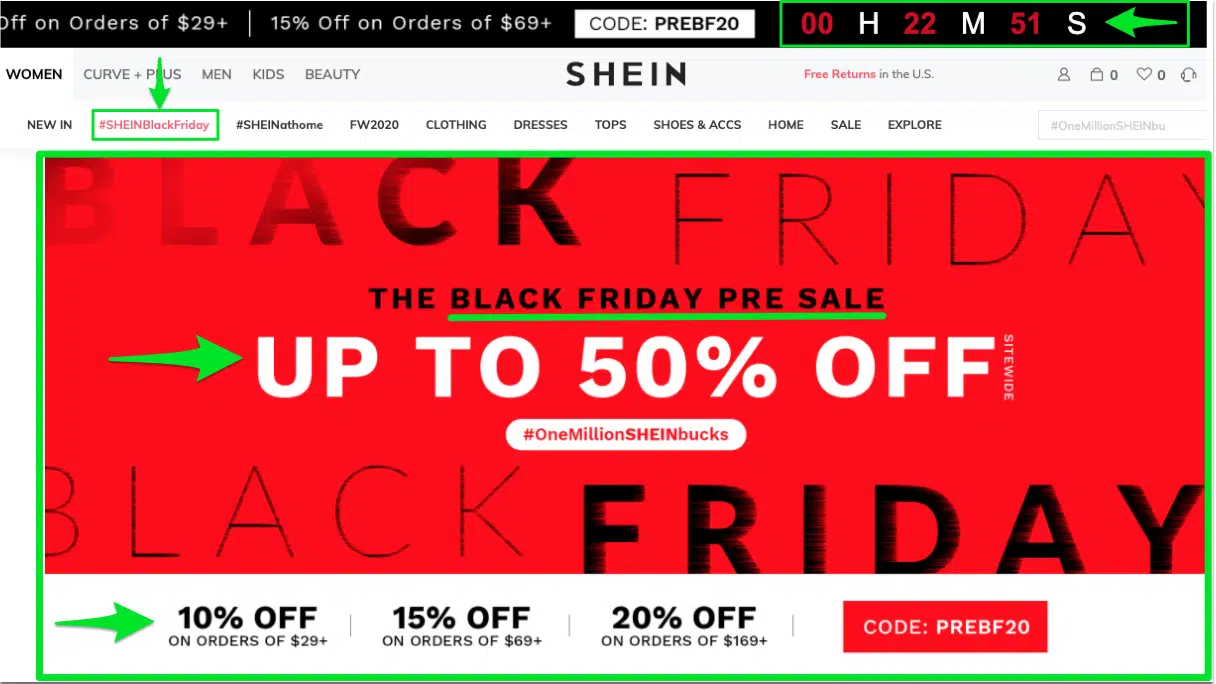 Off on Orders of $29+ | 15% Off on Orders of $69+ CODE: PREBF20 00 H 22 M 51 S
WOMEN CURVE + PLUS MEN KIDS BEAUTY SHEIN Free Returns in the U.S. 0 0
NEW IN #SHEINBlackFriday #SHEINathome FW2020 CLOTHING DRESSES TOPS SHOES & ACCS HOME SALE EXPLORE #OneMillionSHEINbu
BLACK FRIDAY
THE BLACK FRIDAY PRE SALE
UP TO 50% OFF SITEWIDE
#OneMillionSHEINbucks
BLACK FRIDAY
10% OFF | 15% OFF | 20% OFF |
ON ORDERS OF $29+ ON ORDERS OF $69+ ON ORDERS OF $169+
CODE: PREBF20